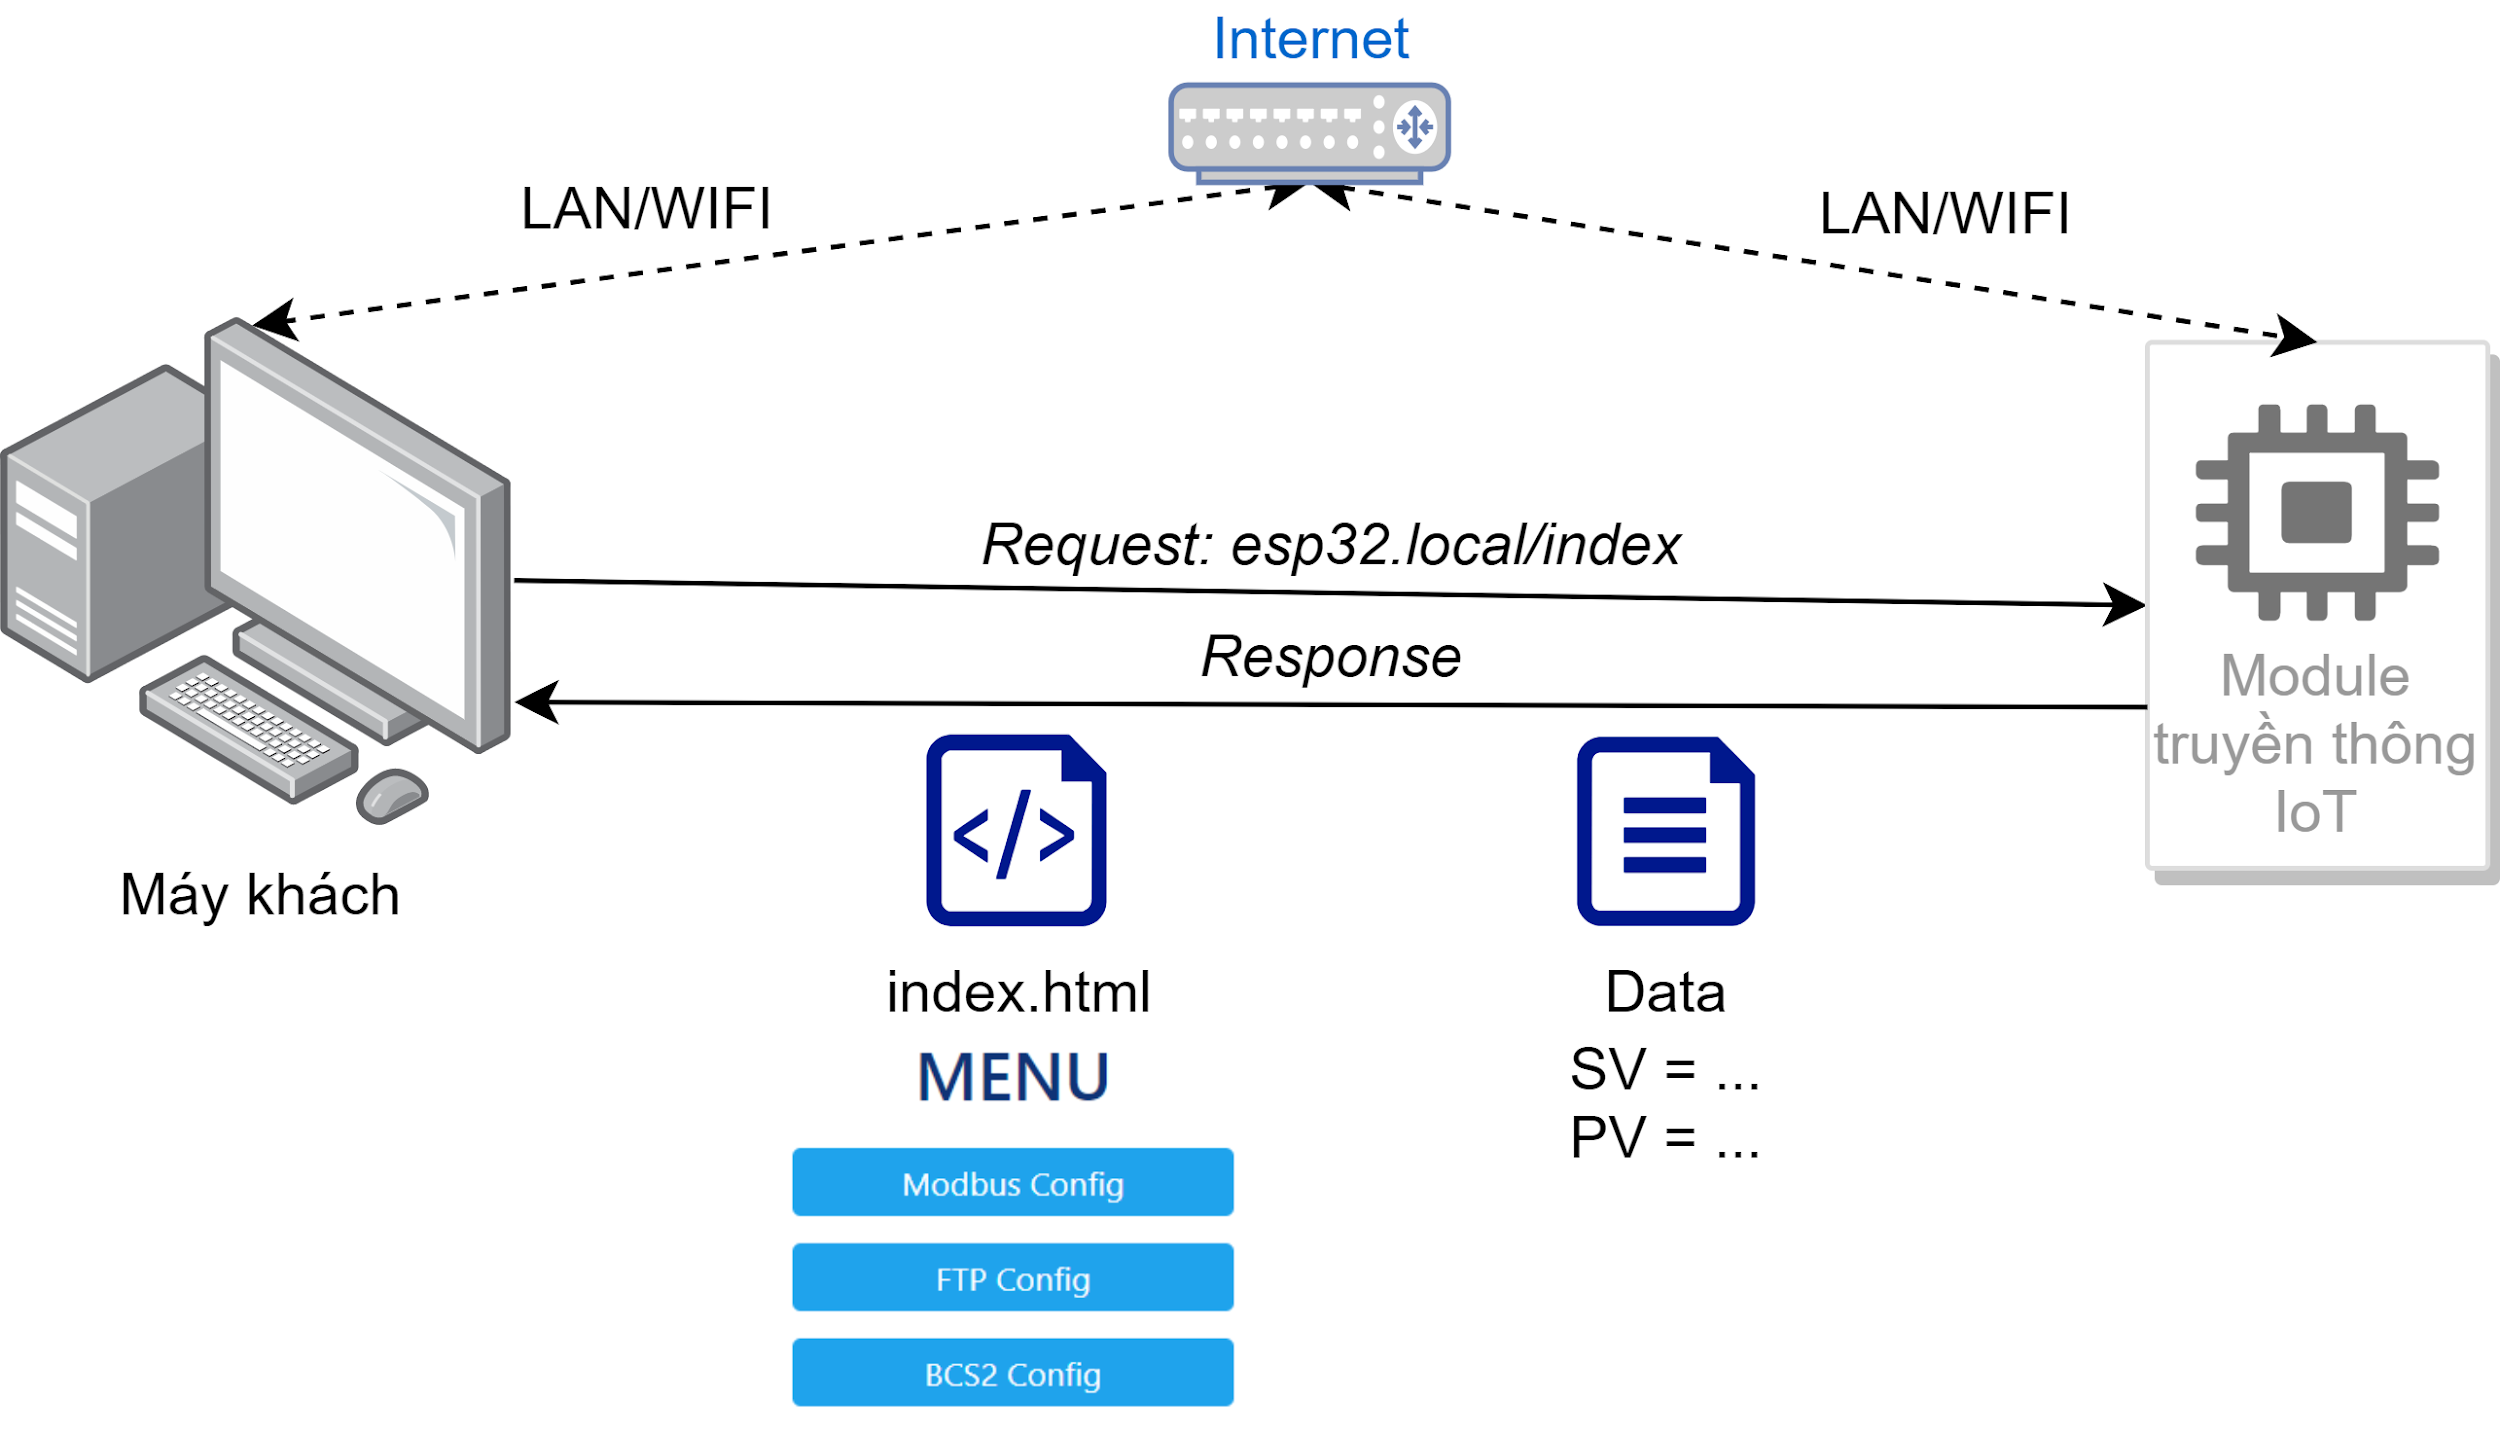 Internet
LAN/WIFI
LAN/WIFI
Request: esp32.local/index
Response
Module
truyền thông
IoT
Máy khách
index.html
Data
MENU
SV = ...
PV = ...
Modbus Config
FTP Config
BCS2 Config